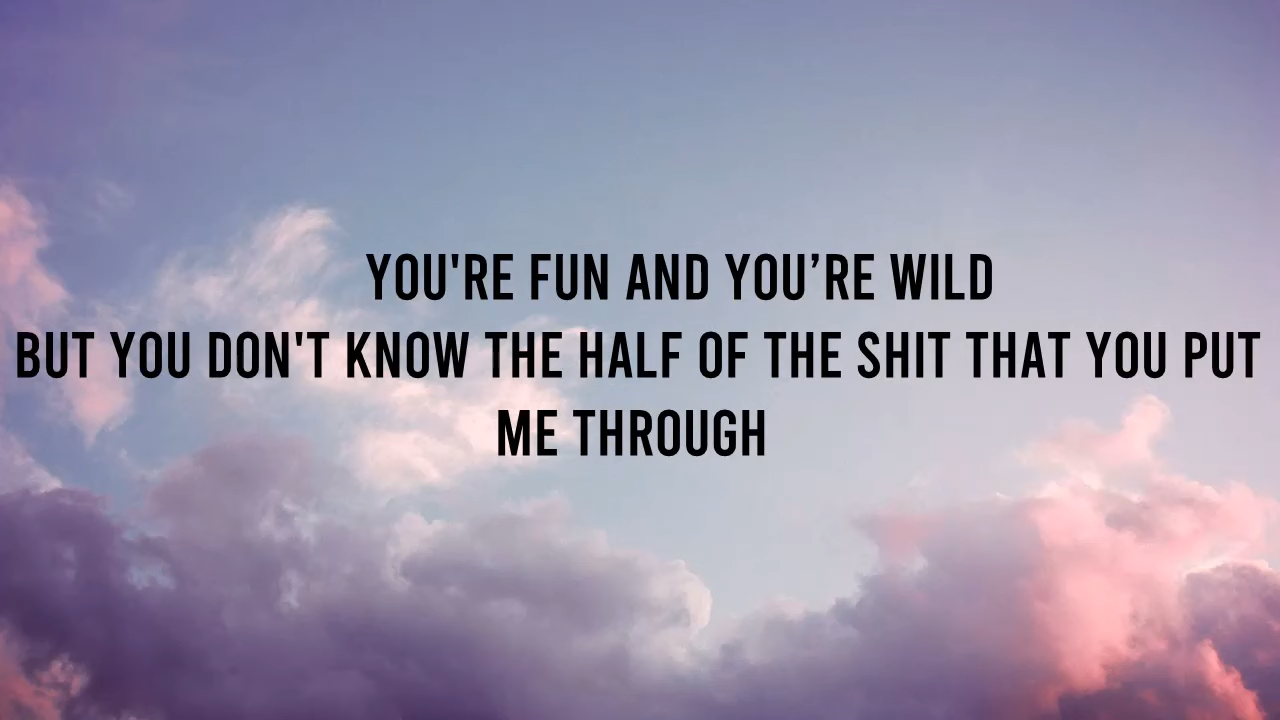 YOU'RE FUN AND YOU’RE WILD
BUT YOU DON'T KNOW THE HALF OF THE SHIT THAT YOU PUT
ME THROUGH